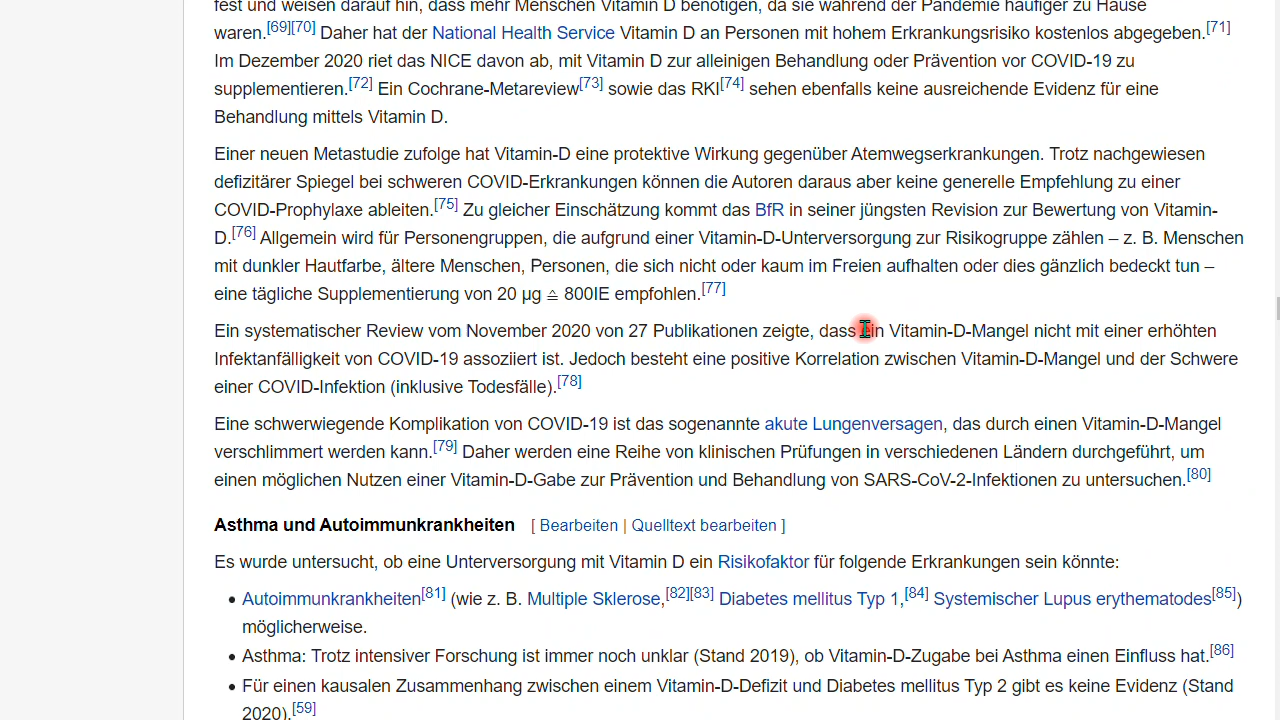 fest und weisen darauf hin, dass mehr Menschen Vitamin D benötigen, da sie während der Pandemie häufiger zu Hause
waren.[69][70] Daher hat der National Health Service Vitamin D an Personen mit hohem Erkrankungsrisiko kostenlos abgegeben.[71]
Im Dezember 2020 riet das NICE davon ab, mit Vitamin D zur alleinigen Behandlung oder Prävention vor COVID-19 zu
supplementieren.[72] Ein Cochrane-Metareview[73] sowie das RKI[74] sehen ebenfalls keine ausreichende Evidenz für eine
Behandlung mittels Vitamin D.
Einer neuen Metastudie zufolge hat Vitamin-D eine protektive Wirkung gegenüber Atemwegserkrankungen. Trotz nachgewiesen
defizitärer Spiegel bei schweren COVID-Erkrankungen können die Autoren daraus aber keine generelle Empfehlung zu einer
COVID-Prophylaxe ableiten.[75] Zu gleicher Einschätzung kommt das BfR in seiner jüngsten Revision zur Bewertung von Vitamin-
D.[76] Allgemein wird für Personengruppen, die aufgrund einer Vitamin-D-Unterversorgung zur Risikogruppe zählen – z. B. Menschen
mit dunkler Hautfarbe, ältere Menschen, Personen, die sich nicht oder kaum im Freien aufhalten oder dies gänzlich bedeckt tun –
eine tägliche Supplementierung von 20 µg ≙ 800IE empfohlen.[77]
Ein systematischer Review vom November 2020 von 27 Publikationen zeigte, dass ein Vitamin-D-Mangel nicht mit einer erhöhten
Infektanfälligkeit von COVID-19 assoziiert ist. Jedoch besteht eine positive Korrelation zwischen Vitamin-D-Mangel und der Schwere
einer COVID-Infektion (inklusive Todesfälle).[78]
Eine schwerwiegende Komplikation von COVID-19 ist das sogenannte akute Lungenversagen, das durch einen Vitamin-D-Mangel
verschlimmert werden kann.[79] Daher werden eine Reihe von klinischen Prüfungen in verschiedenen Ländern durchgeführt, um
einen möglichen Nutzen einer Vitamin-D-Gabe zur Prävention und Behandlung von SARS-CoV-2-Infektionen zu untersuchen.[80]
Asthma und Autoimmunkrankheiten [ Bearbeiten | Quelltext bearbeiten ]
Es wurde untersucht, ob eine Unterversorgung mit Vitamin D ein Risikofaktor für folgende Erkrankungen sein könnte:
• Autoimmunkrankheiten[81] (wie z. B. Multiple Sklerose,[82][83] Diabetes mellitus Typ 1,[84] Systemischer Lupus erythematodes[85])
möglicherweise.
• Asthma: Trotz intensiver Forschung ist immer noch unklar (Stand 2019), ob Vitamin-D-Zugabe bei Asthma einen Einfluss hat.[86]
• Für einen kausalen Zusammenhang zwischen einem Vitamin-D-Defizit und Diabetes mellitus Typ 2 gibt es keine Evidenz (Stand
2020).[59]